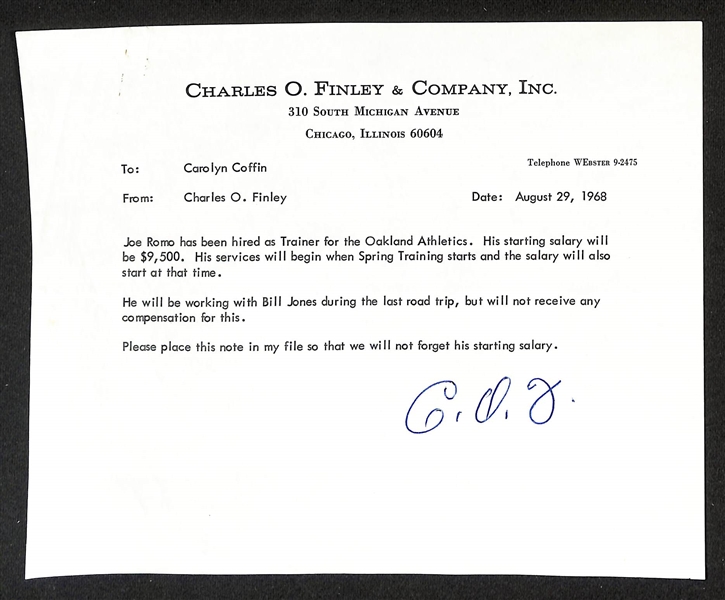 CHARLES O. FINLEY & COMPANY, INC.
310 SOUTH MICHIGAN AVENUE
CHICAGO, ILLINOIS 60604
Telephone WEBSTER 9-2475
To: Carolyn Coffin
From: Charles O. Finley Date: August 29, 1968
Joe Romo has been hired as Trainer for the Oakland Athletics. His starting salary will
be $9,500. His services will begin when Spring Training starts and the salary will also
start at that time.
He will be working with Bill Jones during the last road trip, but will not receive any
compensation for this.
Please place this note in my file so that we will not forget his starting salary.
C.O.F.